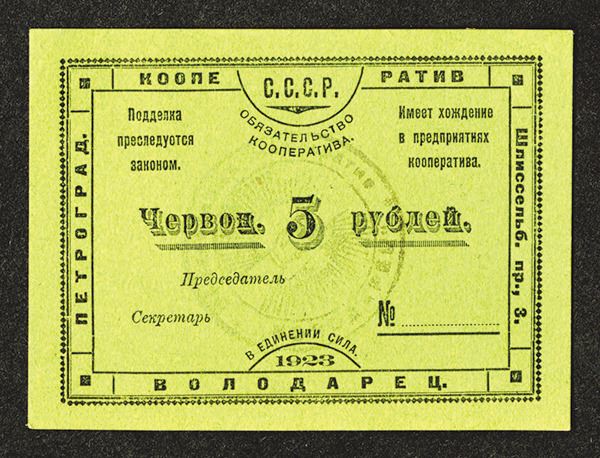 КООПЕ РАТИВ
С.С.С.Р.
ОБЯЗАТЕЛЬСТВО
КООПЕРАТИВА.
Подделка
преследуется
законом.
Имеет хождение
в предприятиях
кооператива.
ПЕТРОГРАД.
Шлиссельб. пр., 3.
Червон. 5 рублей.
Председатель
Секретарь
№
В ЕДИНЕНИИ СИЛА.
1923
ВОЛОДАРЕЦ.